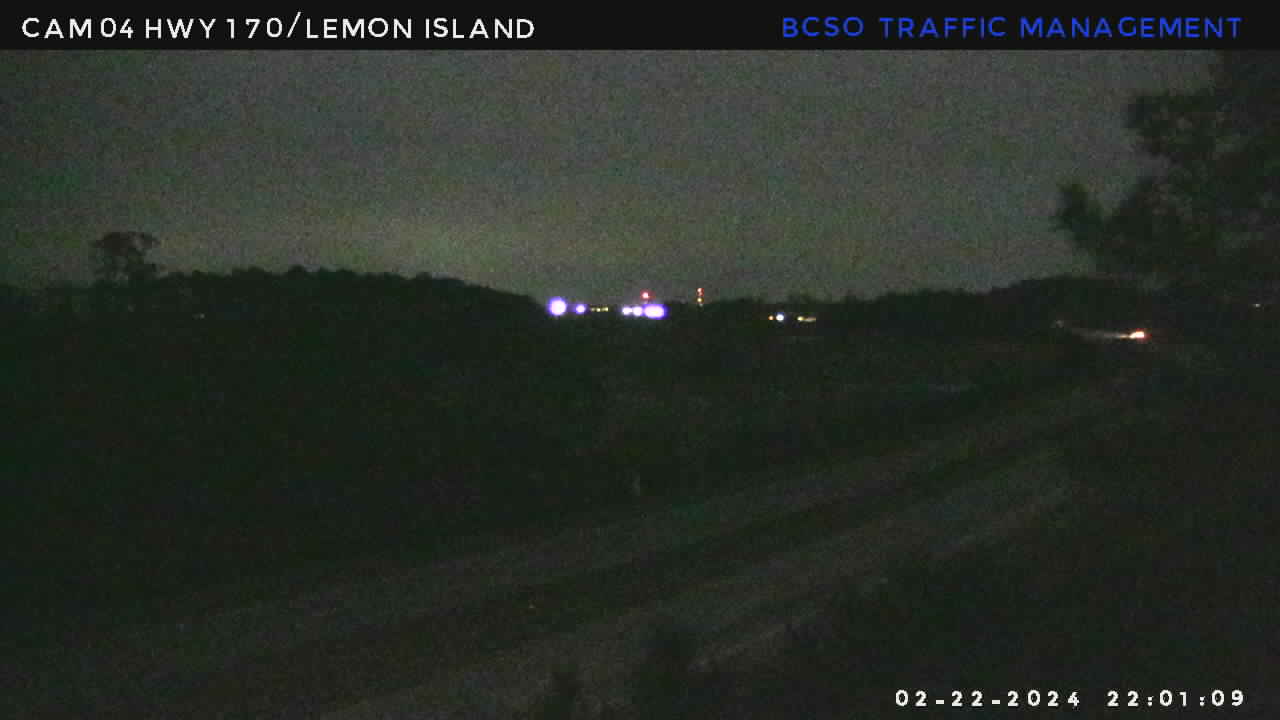 CAM04 HWY 170/LEMON ISLAND
BCSO TRAFFIC MANAGEMENT
02-22-2024 22:01:09